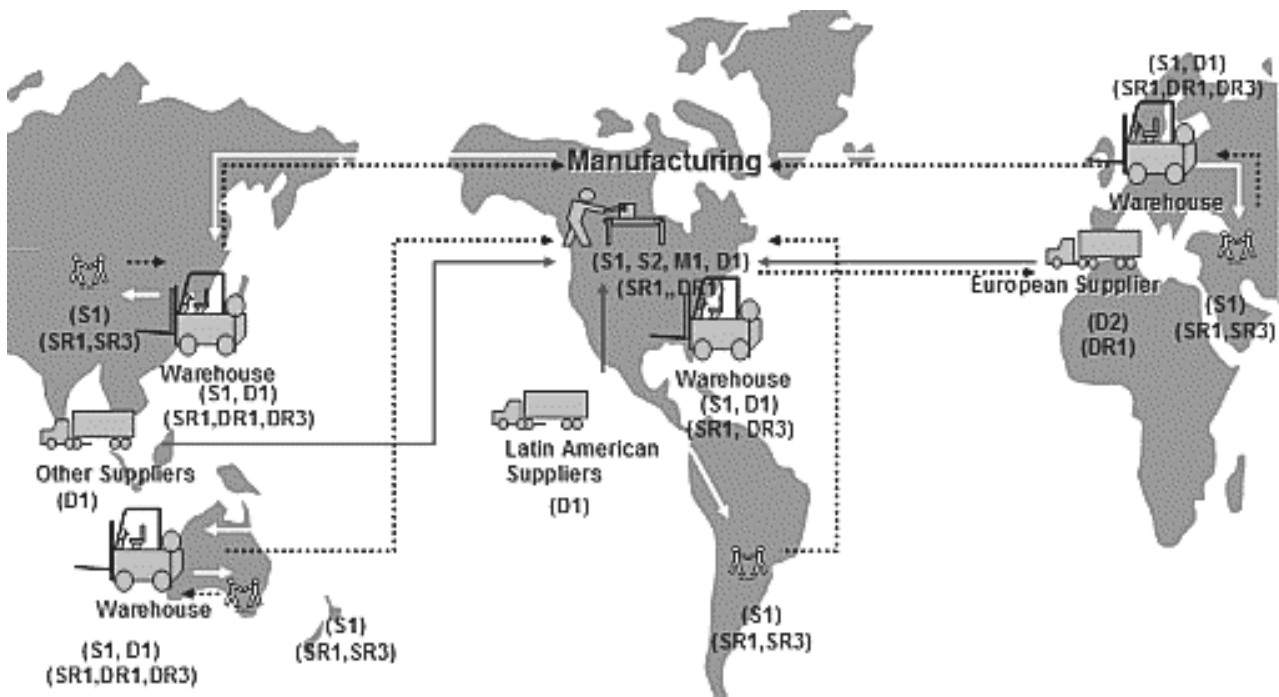 (S1, D1)
(SR1,DR1,DR3)
Manufacturing
Warehouse
(S1, S2, M1, D1)
(SR1,,DR1)
European Supplier
(S1)
(SR1,SR3)
(D2)
(DR1)
(S1)
(SR1,SR3)
Warehouse
(S1, D1)
(SR1,DR1,DR3)
Warehouse
(S1, D1)
(SR1, DR3)
Other Suppliers
(D1)
Latin American
Suppliers
(D1)
Warehouse
(S1, D1)
(SR1,DR1,DR3)
(S1)
(SR1,SR3)
(S1)
(SR1,SR3)